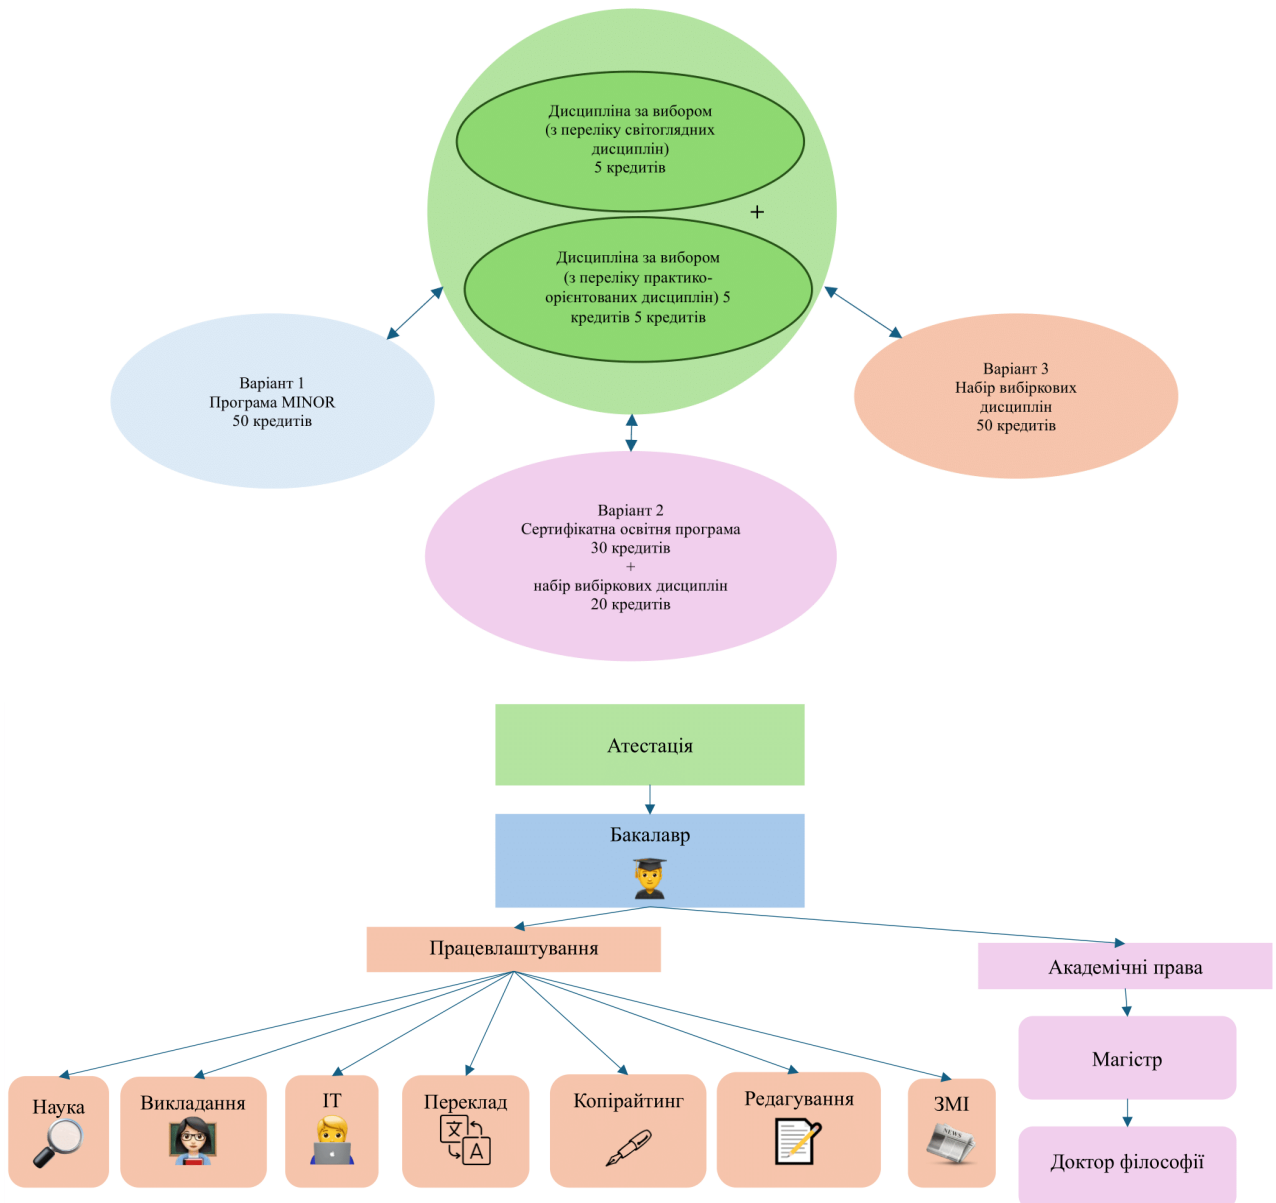 Дисципліна за вибором
(з переліку світоглядних
дисциплін)
5 кредитів
+
Дисципліна за вибором
(з переліку практико-
орієнтованих дисциплін) 5
кредитів 5 кредитів
Варіант 1
Програма MINOR
50 кредитів
Варіант 3
Набір вибіркових
дисциплін
50 кредитів
Варіант 2
Сертифікатна освітня програма
30 кредитів
+
набір вибіркових дисциплін
20 кредитів
Атестація
Бакалавр
Працевлаштування
Академічні права
Магістр
Доктор філософії
Наука
Викладання
ІТ
Переклад
文
A
Копірайтинг
Редагування
ЗМІ
NEWS